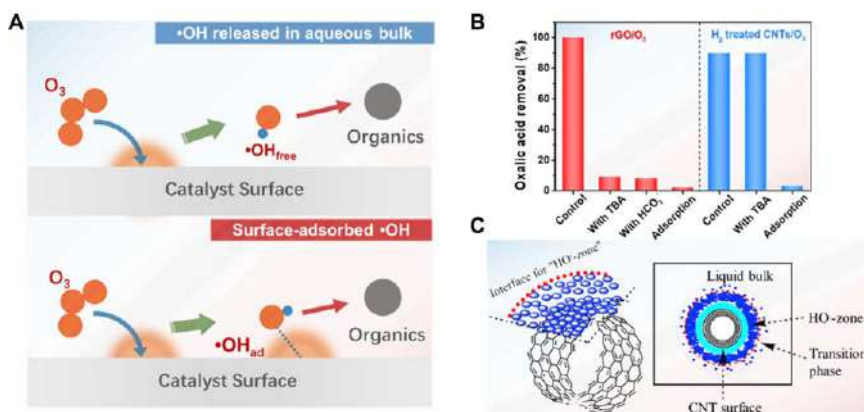 A
•OH released in aqueous bulk
O3
•OHfree
Organics
Catalyst Surface
Surface-adsorbed •OH
O3
•OHad
Organics
Catalyst Surface
B
Oxalic acid removal (%)
100
80
60
40
20
0
rGO/O3
H2 treated CNTs/O3
Control
With TBA
With HCO3
Adsorption
Control
With TBA
Adsorption
C
Interface for "HO·zone"
Liquid bulk
HO·zone
Transition
phase
CNT surface